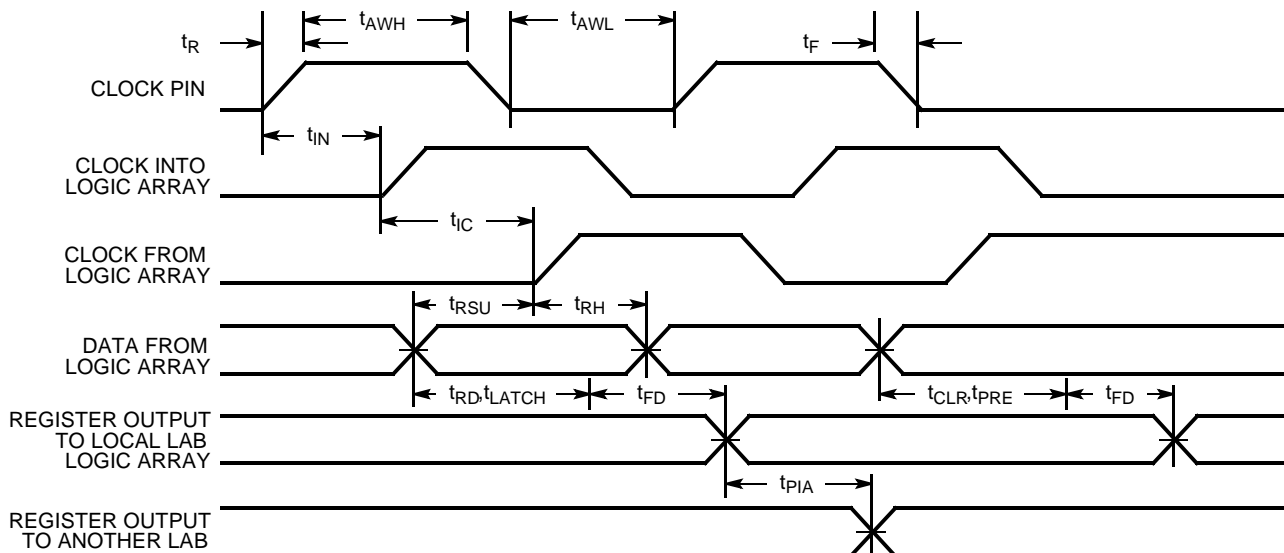 tAWH
tAWL
tR
tF
CLOCK PIN
tIN
CLOCK INTO
LOGIC ARRAY
tIC
CLOCK FROM
LOGIC ARRAY
tRSU
tRH
DATA FROM
LOGIC ARRAY
tRD,tLATCH
tFD
tCLR,tPRE
tFD
REGISTER OUTPUT
TO LOCAL LAB
LOGIC ARRAY
tPIA
REGISTER OUTPUT
TO ANOTHER LAB